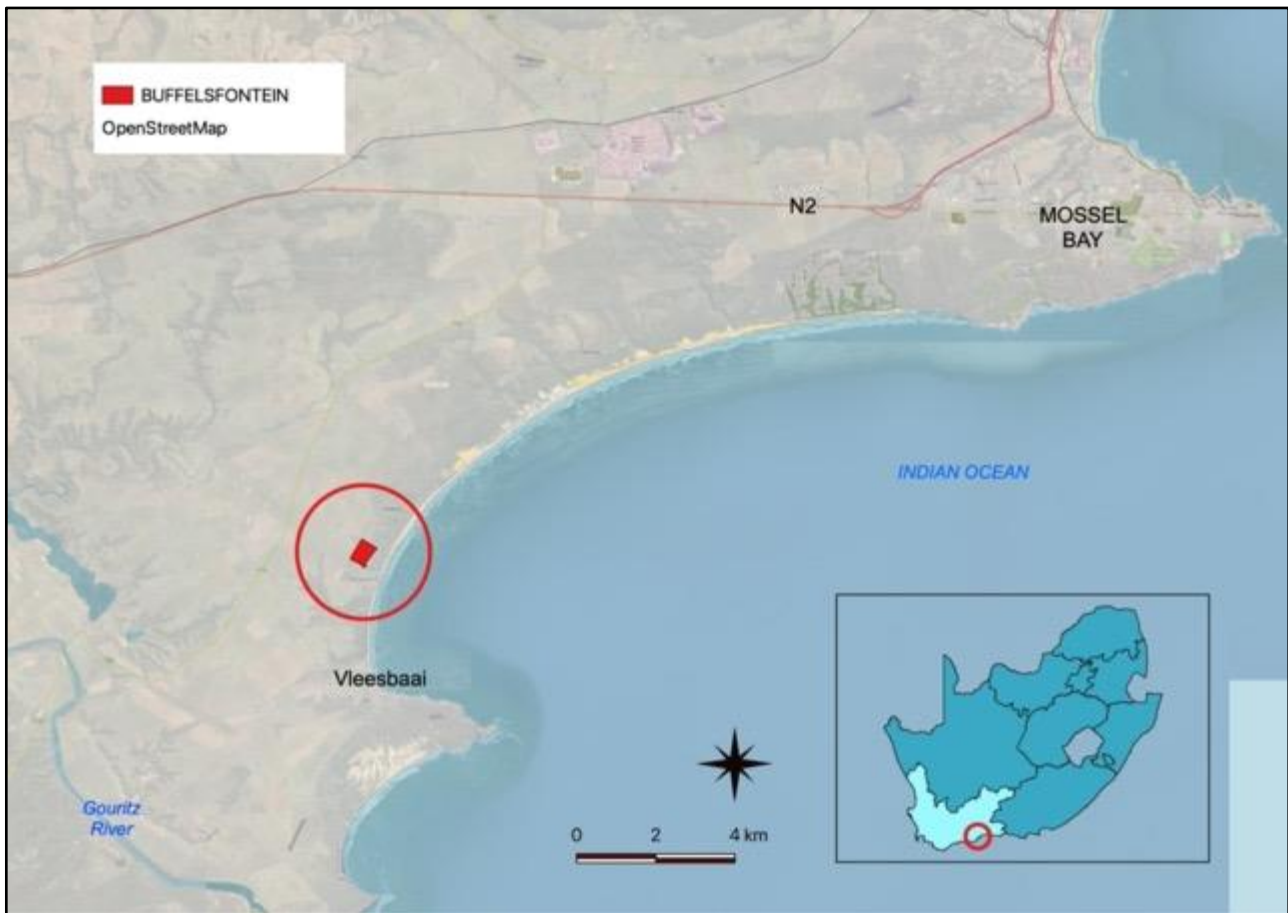 BUFFELSFONTEIN
OpenStreetMap
N2
MOSSEL
BAY
INDIAN OCEAN
Vleesbaai
Gouritz
River
0 2 4 km